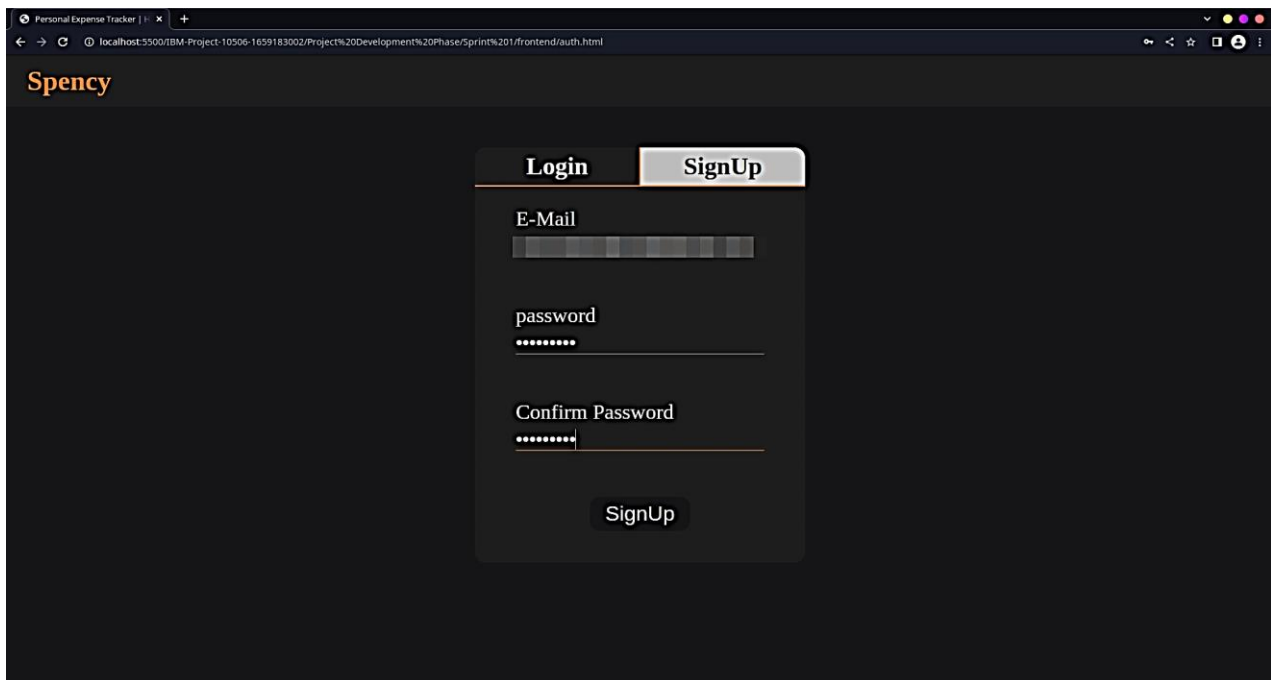 Personal Expense Tracker | H
localhost:5500/IBM-Project-10506-1659183002/Project%20Development%20Phase/Sprint%201/frontend/auth.html
Spency
Login SignUp
E-Mail
password
•••••••••
Confirm Password
•••••••••
SignUp